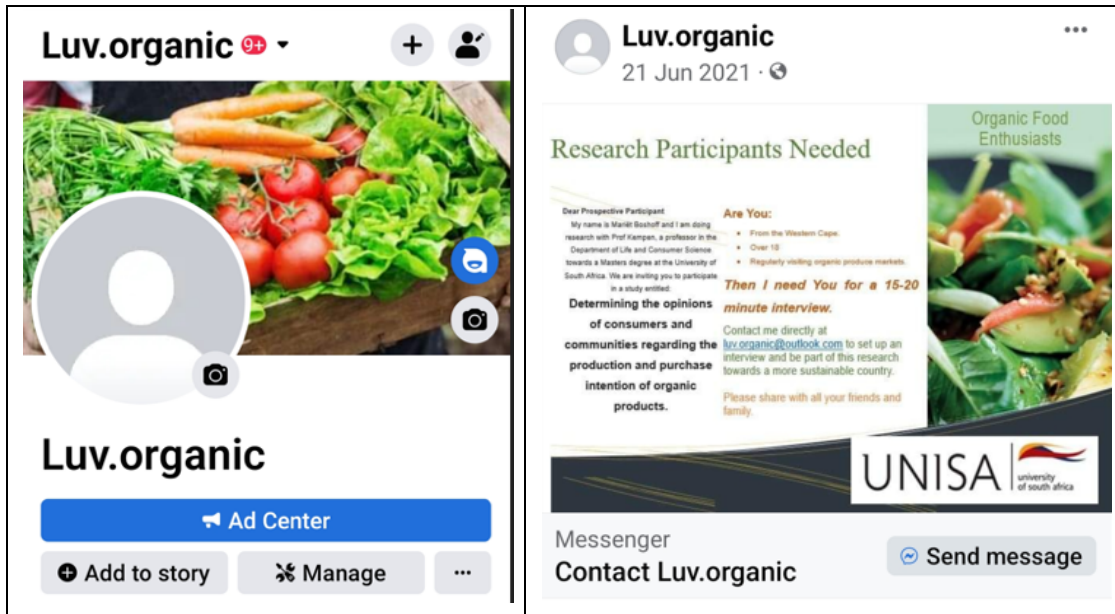 Luv.organic 9+
Luv.organic
Ad Center
Add to story
Manage
Luv.organic
21 Jun 2021
Research Participants Needed
Organic Food
Enthusiasts
Dear Prospective Participant
My name is Mariët Boshoff and I am doing
research with Prof Kempen, a professor in the
Department of Life and Consumer Science
towards a Masters degree at the University of
South Africa. We are inviting you to participate
in a study entitled:
Determining the opinions
of consumers and
communities regarding the
production and purchase
intention of organic
products.
Are You:
• From the Western Cape.
• Over 18
• Regularly visiting organic produce markets.
Then I need You for a 15-20
minute interview.
Contact me directly at
luv.organic@outlook.com to set up an
interview and be part of this research
towards a more sustainable country.
Please share with all your friends and
family.
UNISA
university
of south africa
Messenger
Contact Luv.organic
Send message